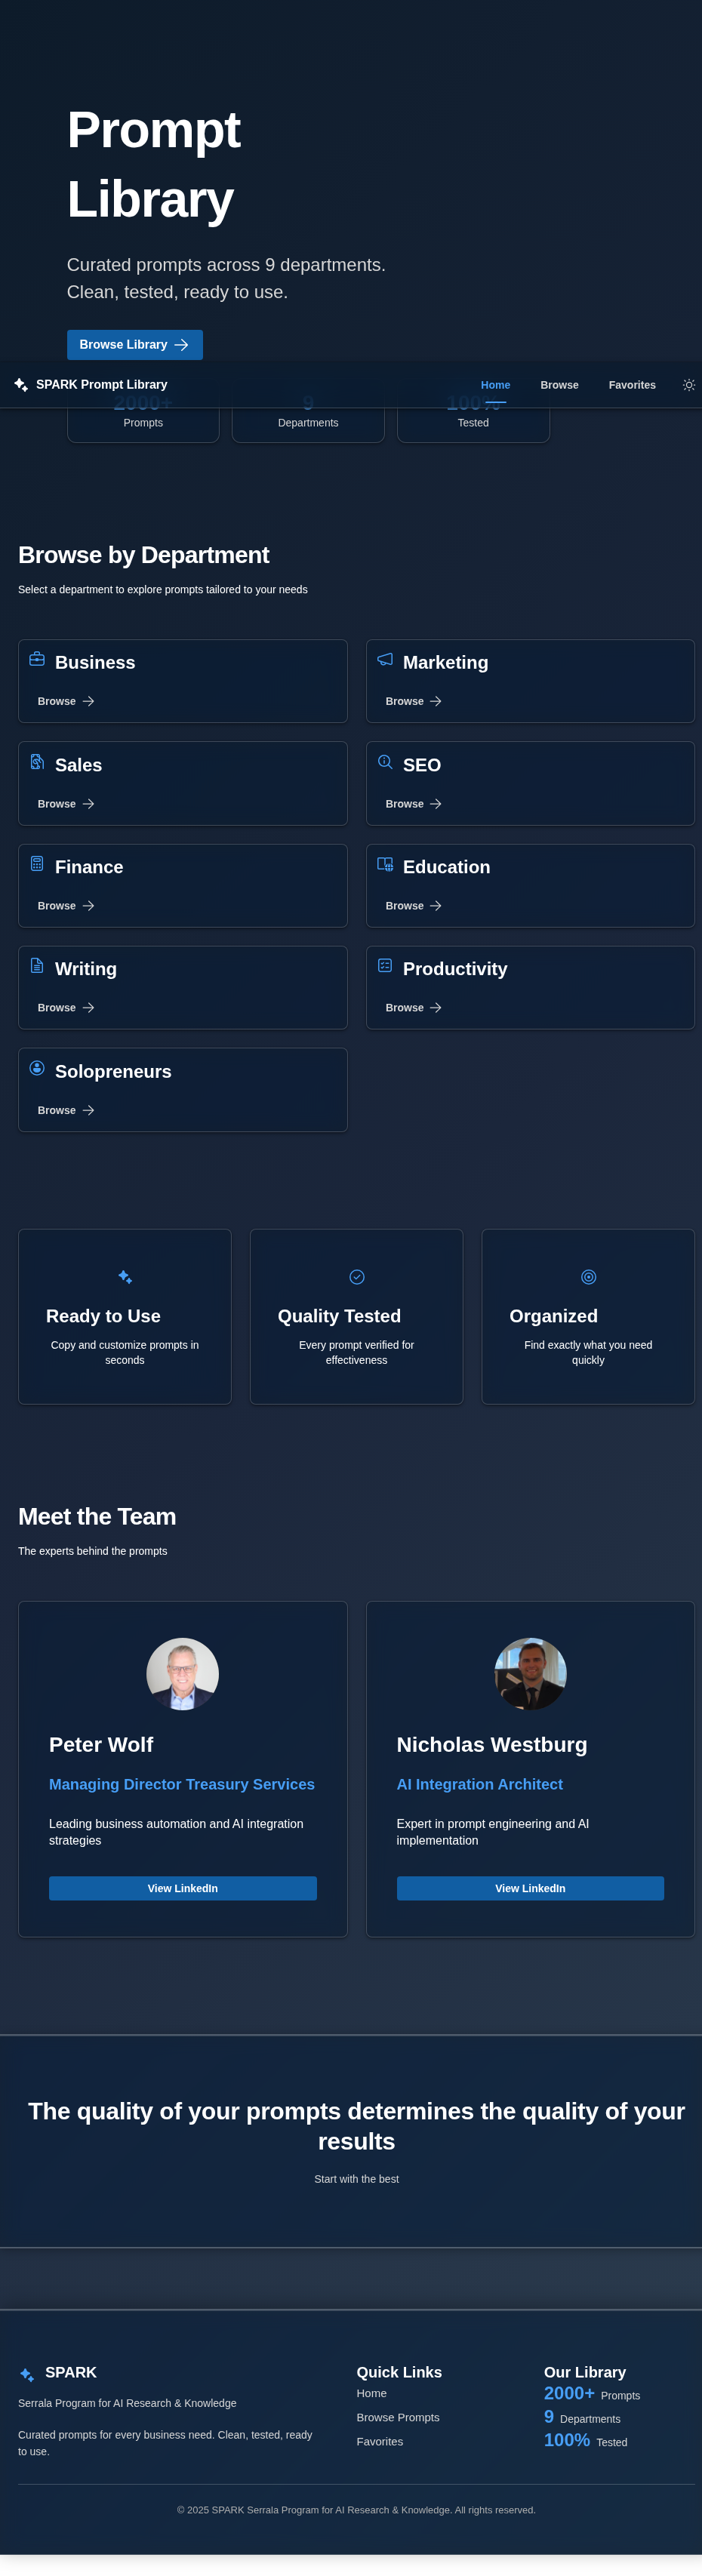 Prompt
Library
Curated prompts across 9 departments.
Clean, tested, ready to use.
Browse Library
SPARK Prompt Library
Home
Browse
Favorites
2000+
9
100%
Prompts
Departments
Tested
Browse by Department
Select a department to explore prompts tailored to your needs
Business
Browse
Marketing
Browse
Sales
Browse
SEO
Browse
Finance
Browse
Education
Browse
Writing
Browse
Productivity
Browse
Solopreneurs
Browse
Ready to Use
Copy and customize prompts in
seconds
Quality Tested
Every prompt verified for
effectiveness
Organized
Find exactly what you need
quickly
Meet the Team
The experts behind the prompts
Peter Wolf
Managing Director Treasury Services
Leading business automation and AI integration
strategies
View LinkedIn
Nicholas Westburg
AI Integration Architect
Expert in prompt engineering and AI
implementation
View LinkedIn
The quality of your prompts determines the quality of your
results
Start with the best
SPARK
Serrala Program for AI Research & Knowledge
Curated prompts for every business need. Clean, tested, ready
to use.
Quick Links
Home
Browse Prompts
Favorites
Our Library
2000+ Prompts
9 Departments
100% Tested
© 2025 SPARK Serrala Program for AI Research & Knowledge. All rights reserved.